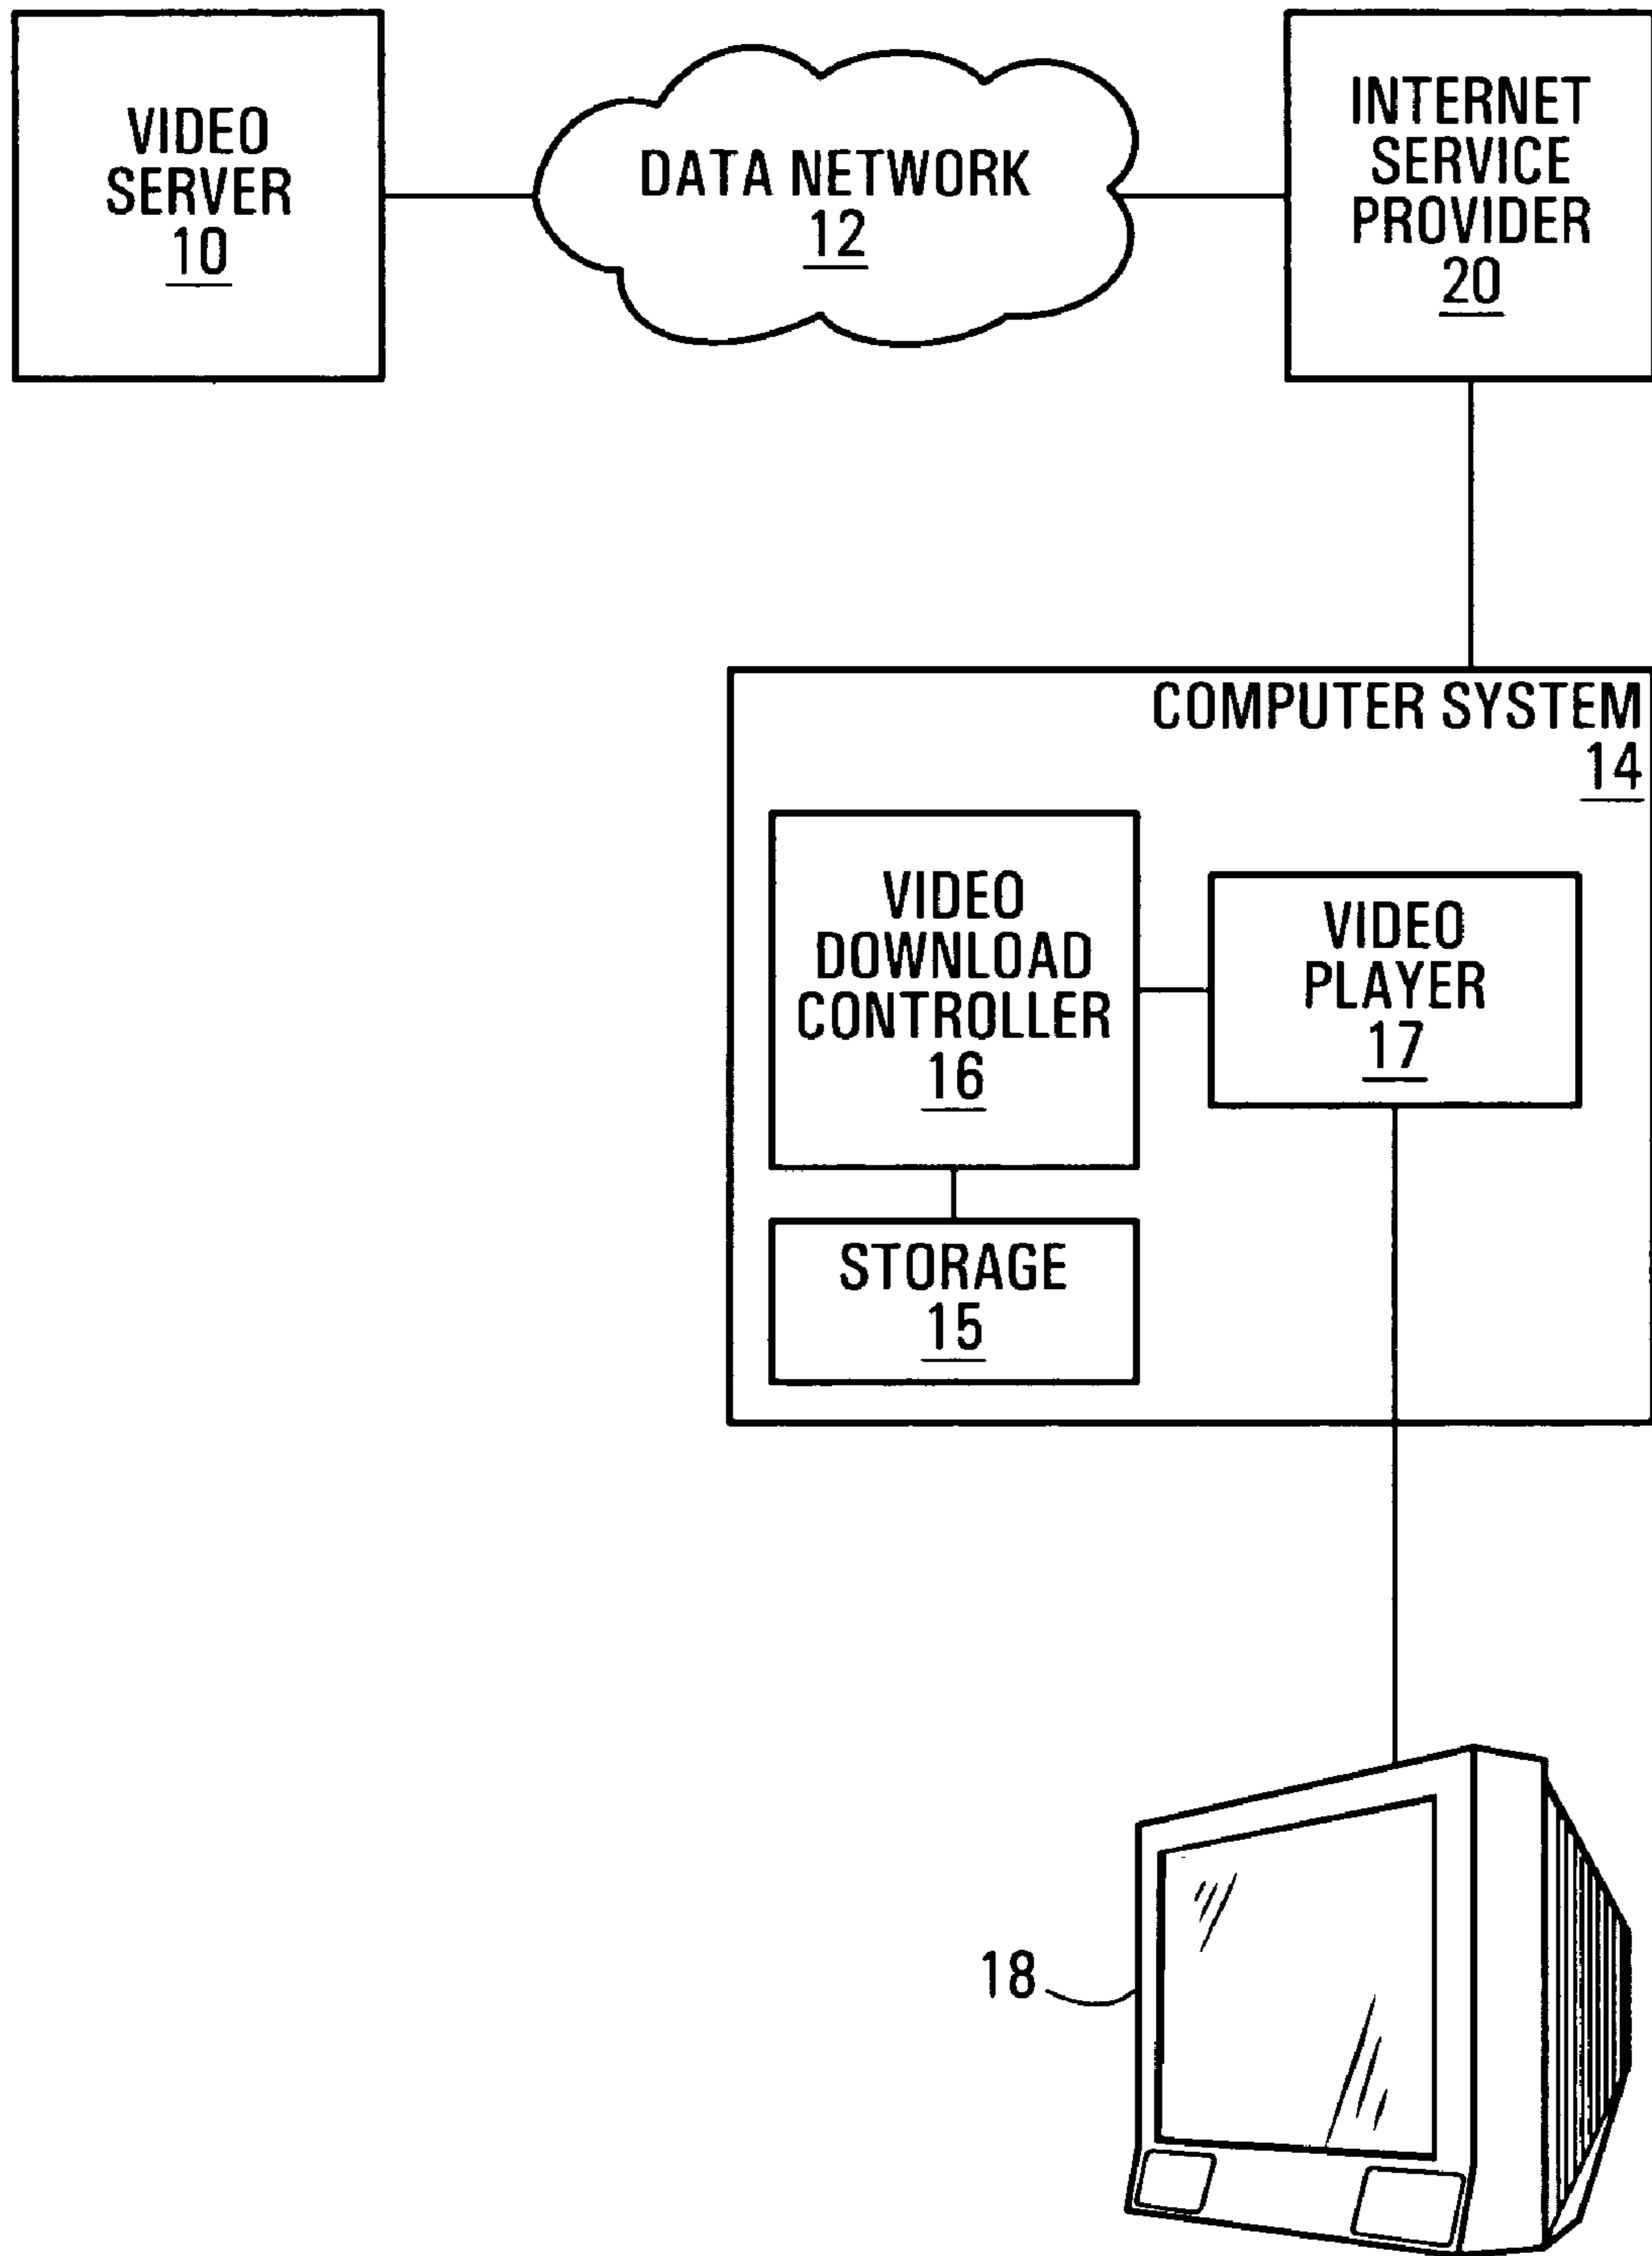 VIDEO
SERVER
10
DATA NETWORK
12
INTERNET
SERVICE
PROVIDER
20
COMPUTER SYSTEM
14
VIDEO
DOWNLOAD
CONTROLLER
16
VIDEO
PLAYER
17
STORAGE
15
18